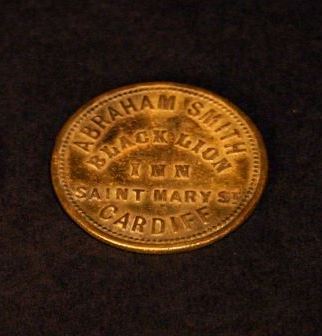 ABRAHAM SMITH
BLACK LION
INN
SAINT MARY ST
CARDIFF